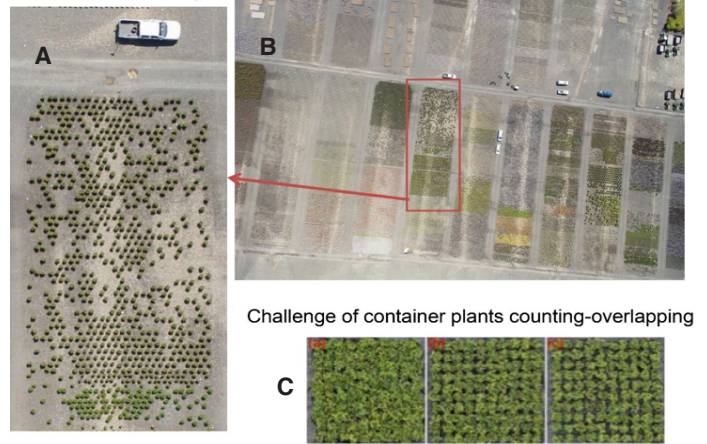 A
B
Challenge of container plants counting-overlapping
C
(a)
(b)
(c)